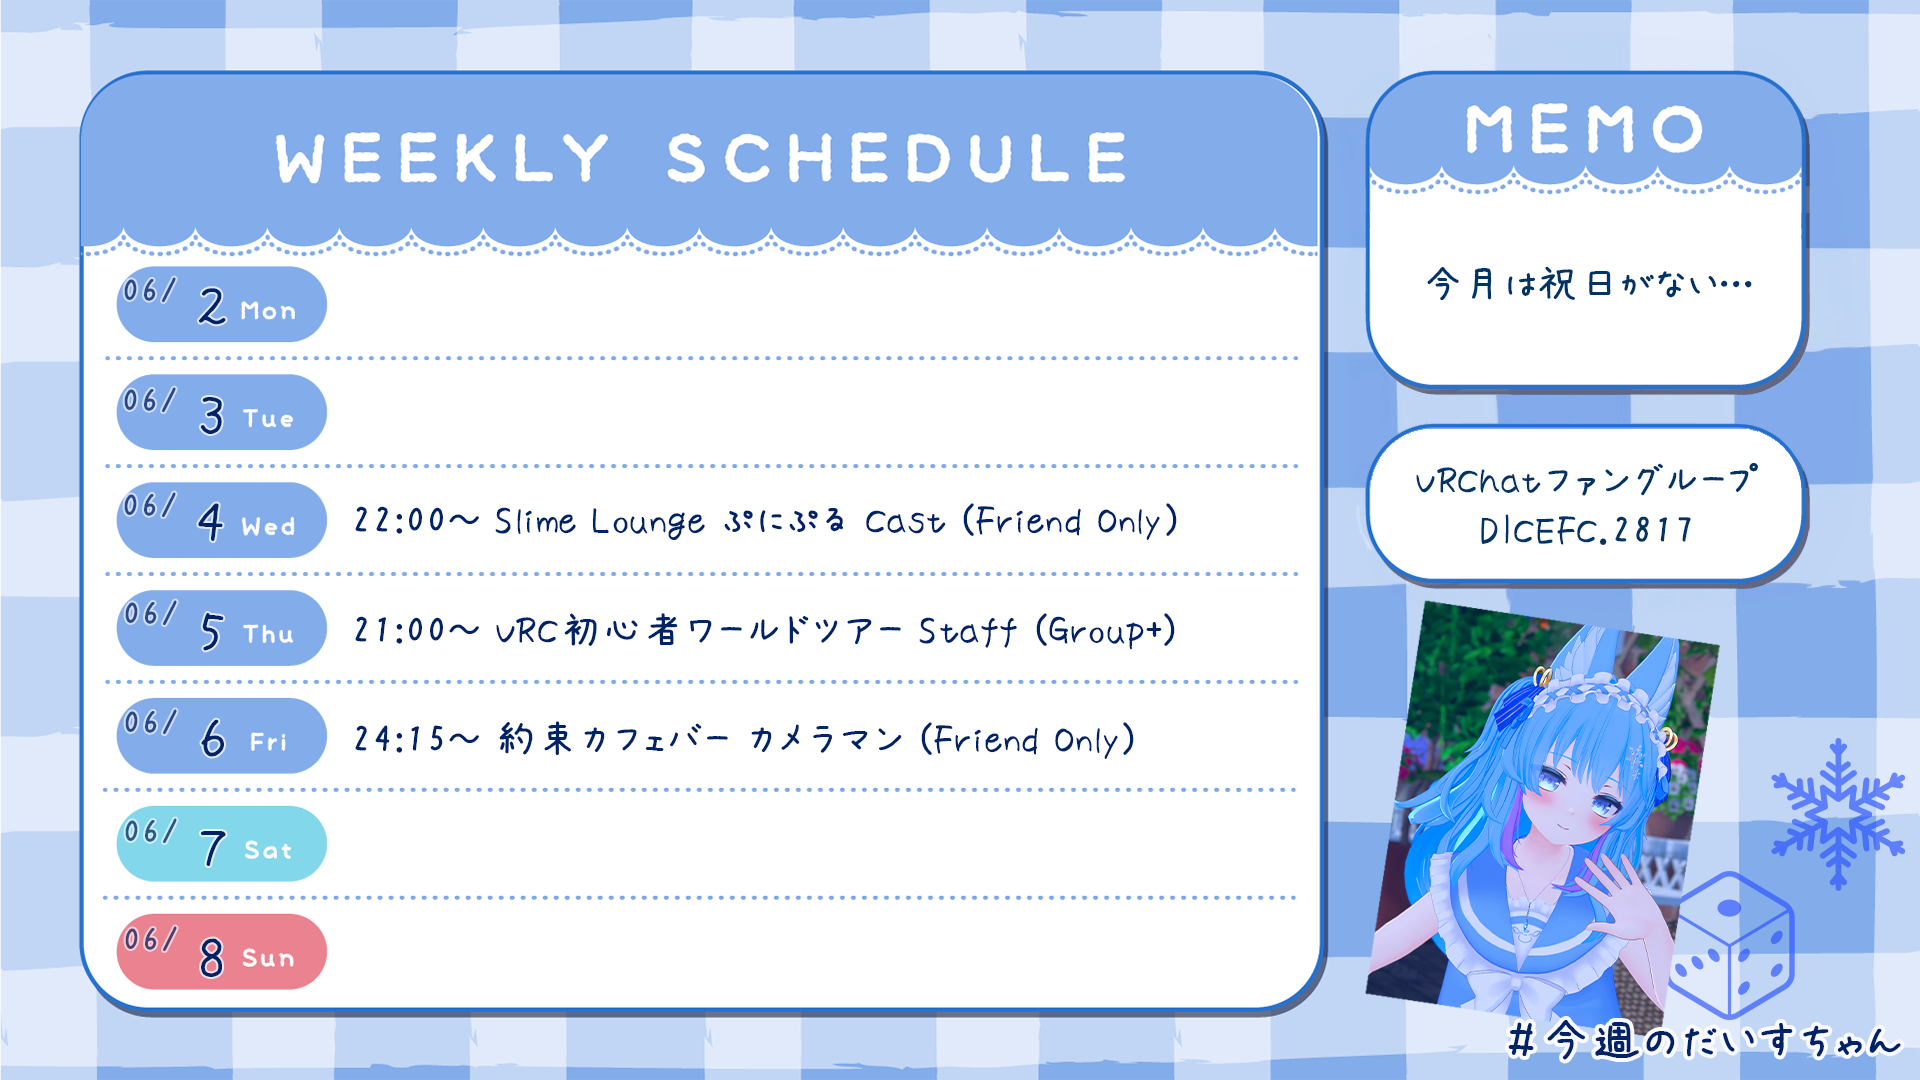 WEEKLY SCHEDULE
06/ 2 Mon
06/ 3 Tue
06/ 4 Wed 22:00～ Slime Lounge ぷにぷる Cast (Friend Only)
06/ 5 Thu 21:00～ VRC初心者ワールドツアー Staff (Group+)
06/ 6 Fri 24:15～ 約束カフェバー カメラマン (Friend Only)
06/ 7 Sat
06/ 8 Sun
MEMO
今月は祝日がない…
VRChatファングループ
DICEFC.2817
#今週のだいすちゃん